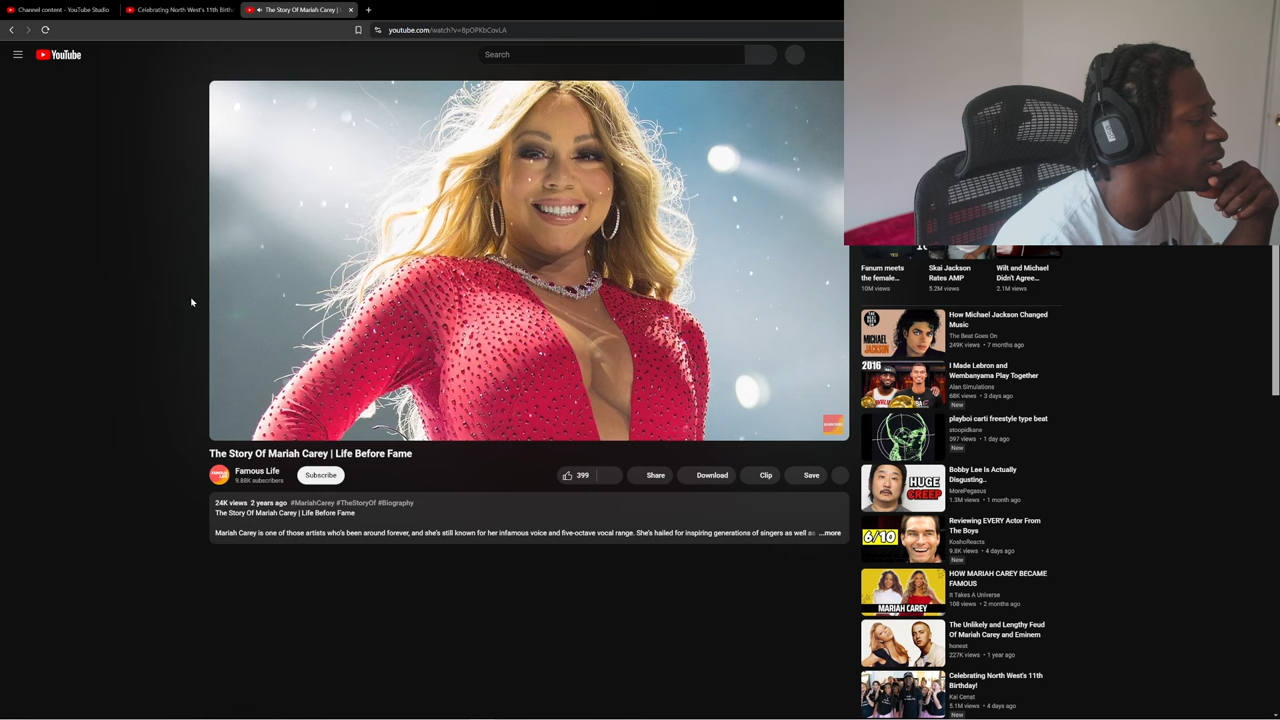 Channel content - YouTube Studio
Celebrating North West's 11th Birth
The Story Of Mariah Carey |
youtube.com/watch?v=8pOPKbCovLA
YouTube
Search
SUBSCRIBE
The Story Of Mariah Carey | Life Before Fame
FAMOUS LIFE
Famous Life
9.88K subscribers
Subscribe
399
Share
Download
Clip
Save
24K views 2 years ago #MariahCarey #TheStoryOf #Biography
The Story Of Mariah Carey | Life Before Fame
Mariah Carey is one of those artists who's been around forever, and she's still known for her infamous voice and five-octave vocal range. She's hailed for inspiring generations of singers as well as ...more
Fanum meets
the female...
10M views
Skai Jackson
Rates AMP
5.2M views
Wilt and Michael
Didn't Agree...
2.1M views
THE BEAT GOES ON
MICHAEL
JACKSON
How Michael Jackson Changed
Music
The Beat Goes On
249K views • 7 months ago
2016
I Made Lebron and
Wembanyama Play Together
Alan Simulations
68K views • 3 days ago
New
playboi carti freestyle type beat
stoopidkane
597 views • 1 day ago
New
HUGE
CREEP
Bobby Lee Is Actually
Disgusting..
MorePegasus
1.3M views • 1 month ago
6/10
Reviewing EVERY Actor From
The Boys
KoshoReacts
9.8K views • 4 days ago
New
MARIAH CAREY
HOW MARIAH CAREY BECAME
FAMOUS
It Takes A Universe
108 views • 2 months ago
The Unlikely and Lengthy Feud
Of Mariah Carey and Eminem
honest
227K views • 1 year ago
Celebrating North West's 11th
Birthday!
Kai Cenat
5.1M views • 4 days ago
New